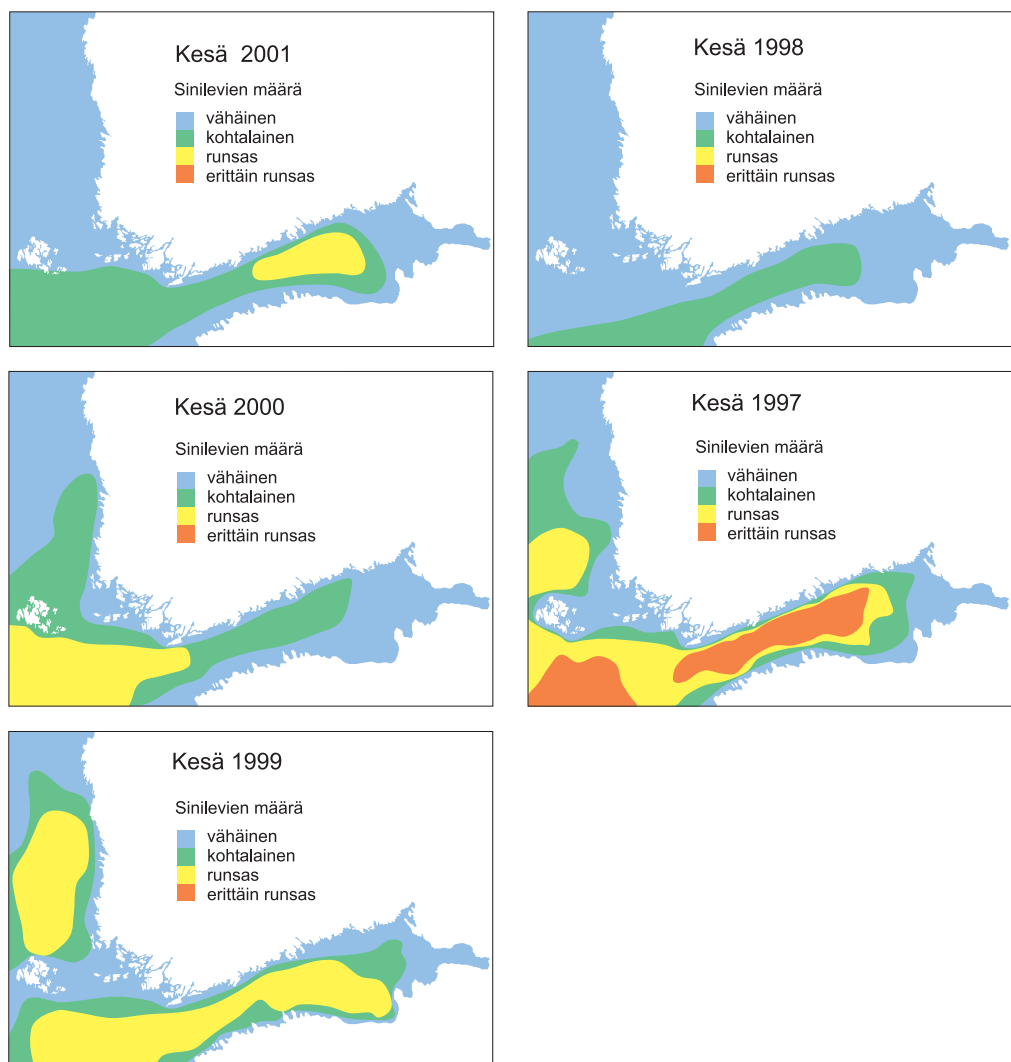 Kesä 2001
Sinilevien määrä
vähäinen
kohtalainen
runsas
erittäin runsas
Kesä 1998
Sinilevien määrä
vähäinen
kohtalainen
runsas
erittäin runsas
Kesä 2000
Sinilevien määrä
vähäinen
kohtalainen
runsas
erittäin runsas
Kesä 1997
Sinilevien määrä
vähäinen
kohtalainen
runsas
erittäin runsas
Kesä 1999
Sinilevien määrä
vähäinen
kohtalainen
runsas
erittäin runsas